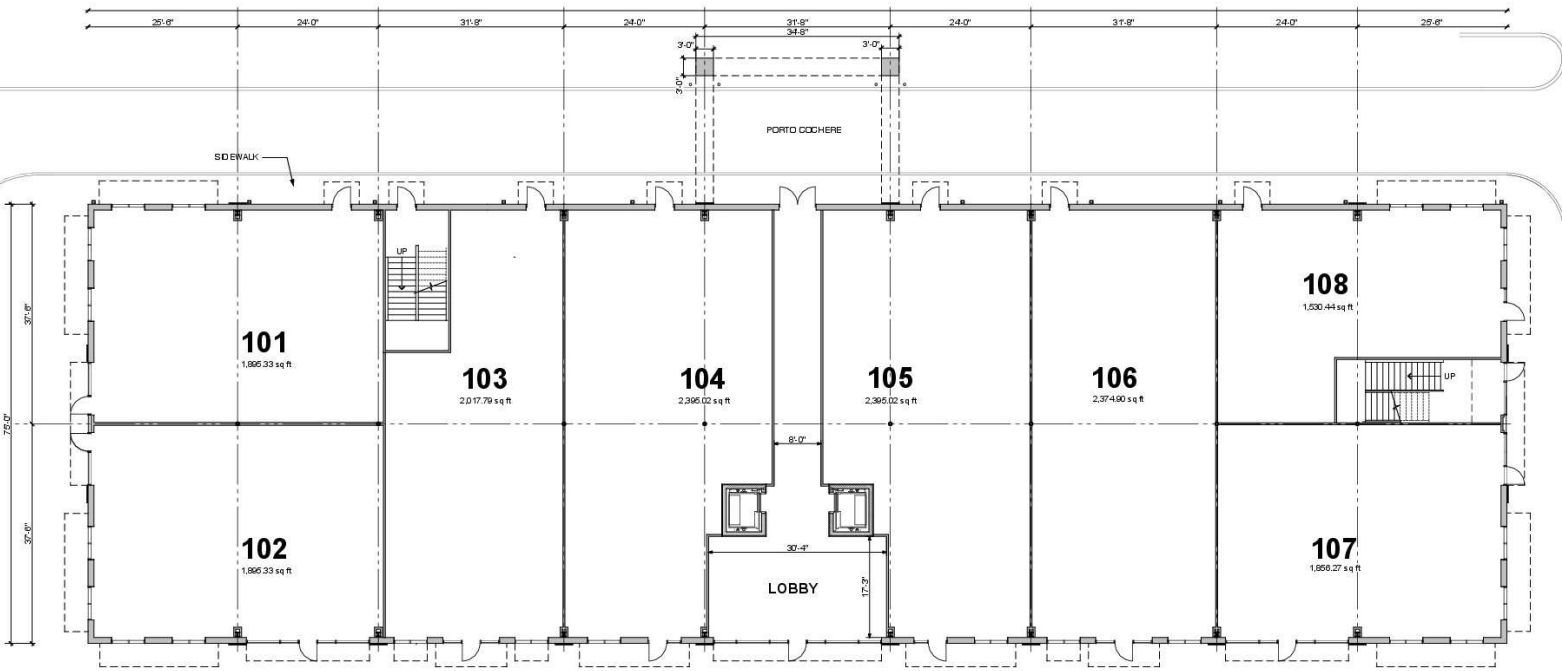 25'-6" 24'-0" 31'-8" 24'-0" 31'-8" 24'-0" 31'-8" 24'-0" 25'-6"
34'-8"
3'-0" 3'-0"
3'-0"
PORTO COCHERE
SIDEWALK
UP
108
1,530.44 sq ft
37'-6"
101
1,895.33 sq ft
103
2,017.79 sq ft
104
2,395.02 sq ft
105
2,395.02 sq ft
106
2,374.90 sq ft
UP
75'-0"
8'-0"
37'-6"
102
1,895.33 sq ft
30'-4"
107
1,856.27 sq ft
LOBBY
17'-3"